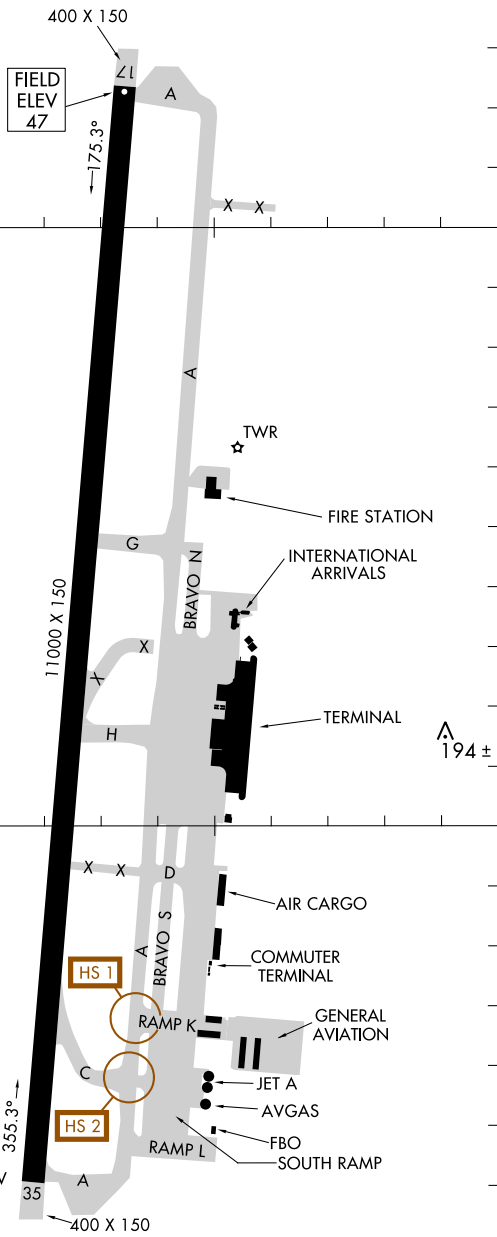 400 X 150
17
FIELD
ELEV
47
A
175.3°
X X
A
TWR
FIRE STATION
G
BRAVO N
INTERNATIONAL
ARRIVALS
11000 X 150
X
X
TERMINAL
H
194 ±
X X D
AIR CARGO
A
BRAVO S
COMMUTER
TERMINAL
HS 1
RAMP K
GENERAL
AVIATION
C
JET A
AVGAS
HS 2
355.3°
FBO
RAMP L
SOUTH RAMP
A
35
400 X 150